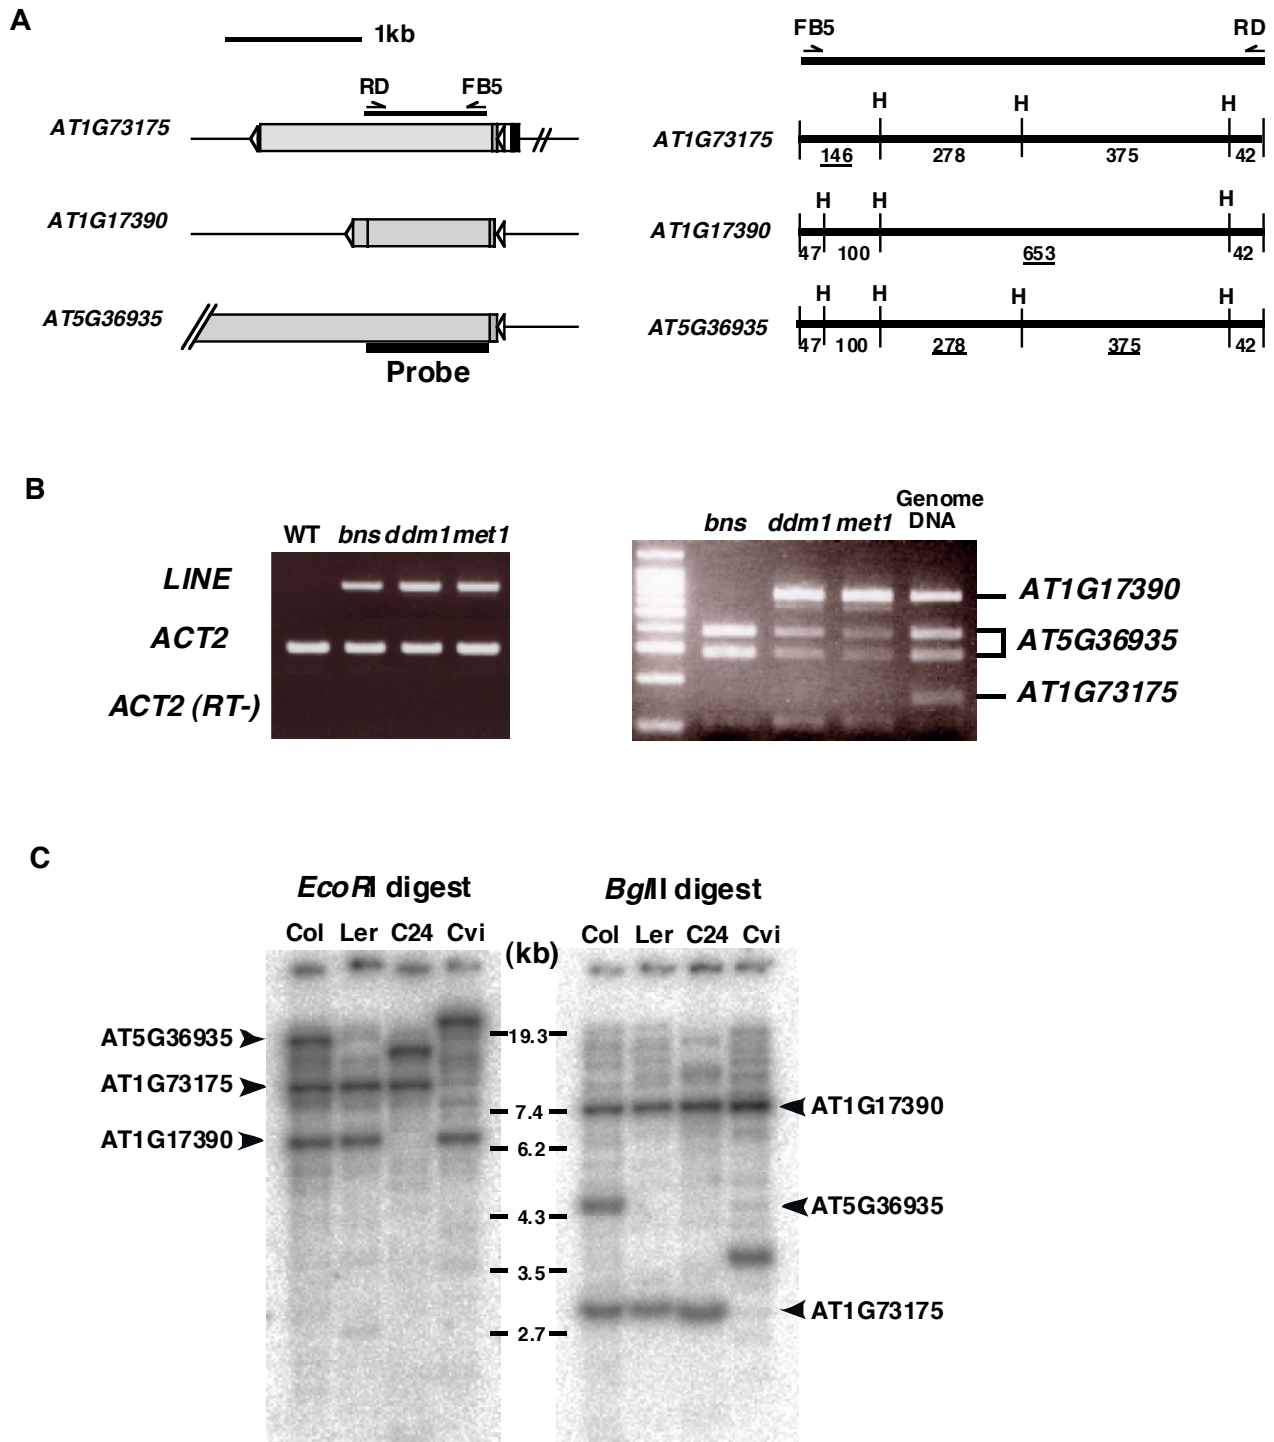 A
1kb
RD FB5
AT1G73175
AT1G17390
AT5G36935
Probe
FB5 RD
H H H
AT1G73175
146 278 375 42
H H H
AT1G17390
47 100 653 42
H H H H
AT5G36935
47 100 278 375 42
B
WT bns ddm1 met1
LINE
ACT2
ACT2 (RT-)
Genome
bns ddm1 met1 DNA
AT1G17390
AT5G36935
AT1G73175
C
EcoRI digest
Col Ler C24 Cvi
AT5G36935
AT1G73175
AT1G17390
(kb)
19.3
7.4
6.2
4.3
3.5
2.7
BglII digest
Col Ler C24 Cvi
AT1G17390
AT5G36935
AT1G73175